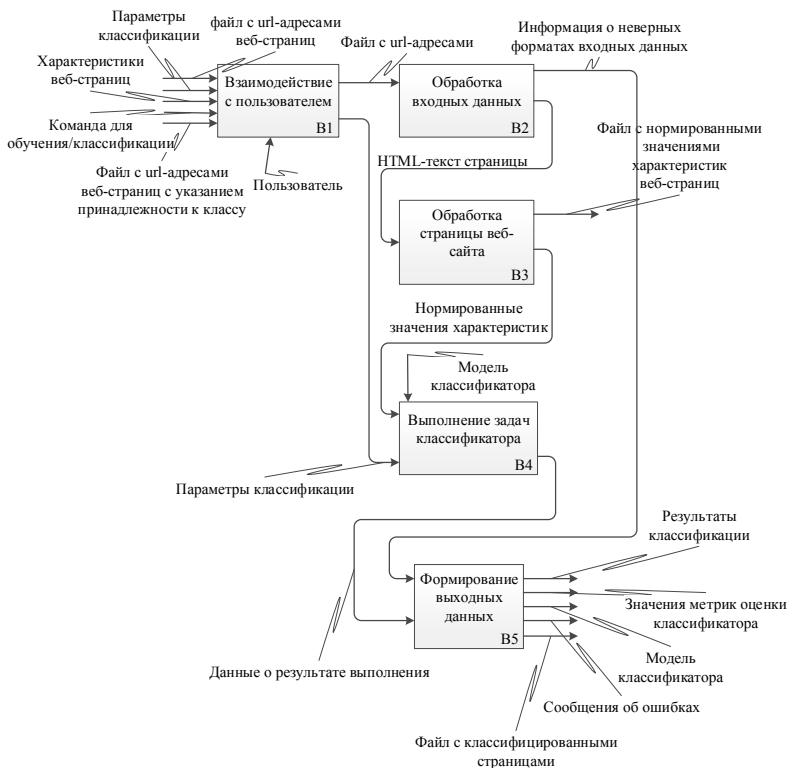 Параметры
классификации
файл с url-адресами
веб-страниц
Характеристики
веб-страниц
Команда для
обучения/классификации
Файл с url-адресами
веб-страниц с указанием
принадлежности к классу
Взаимодействие
с пользователем
B1
Пользователь
Файл с url-адресами
Обработка
входных данных
B2
Информация о неверных
форматах входных данных
HTML-текст страницы
Файл с нормированными
значениями
характеристик
веб-страниц
Обработка
страницы веб-
сайта
B3
Нормированные
значения характеристик
Модель
классификатора
Выполнение задач
классификатора
B4
Параметры классификации
Результаты
классификации
Формирование
выходных
данных
B5
Значения метрик оценки
классификатора
Модель
классификатора
Данные о результате выполнения
Сообщения об ошибках
Файл с классифицированными
страницами